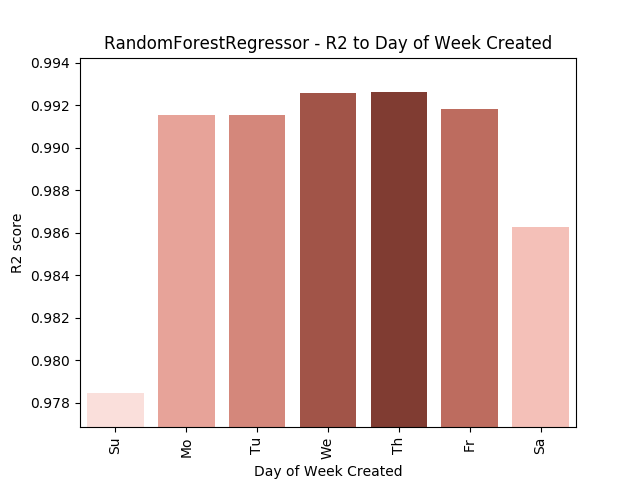 RandomForestRegressor - R2 to Day of Week Created
0.994
0.992
0.990
0.988
0.986
0.984
0.982
0.980
0.978
R2 score
Su Mo Tu We Th Fr Sa
Day of Week Created